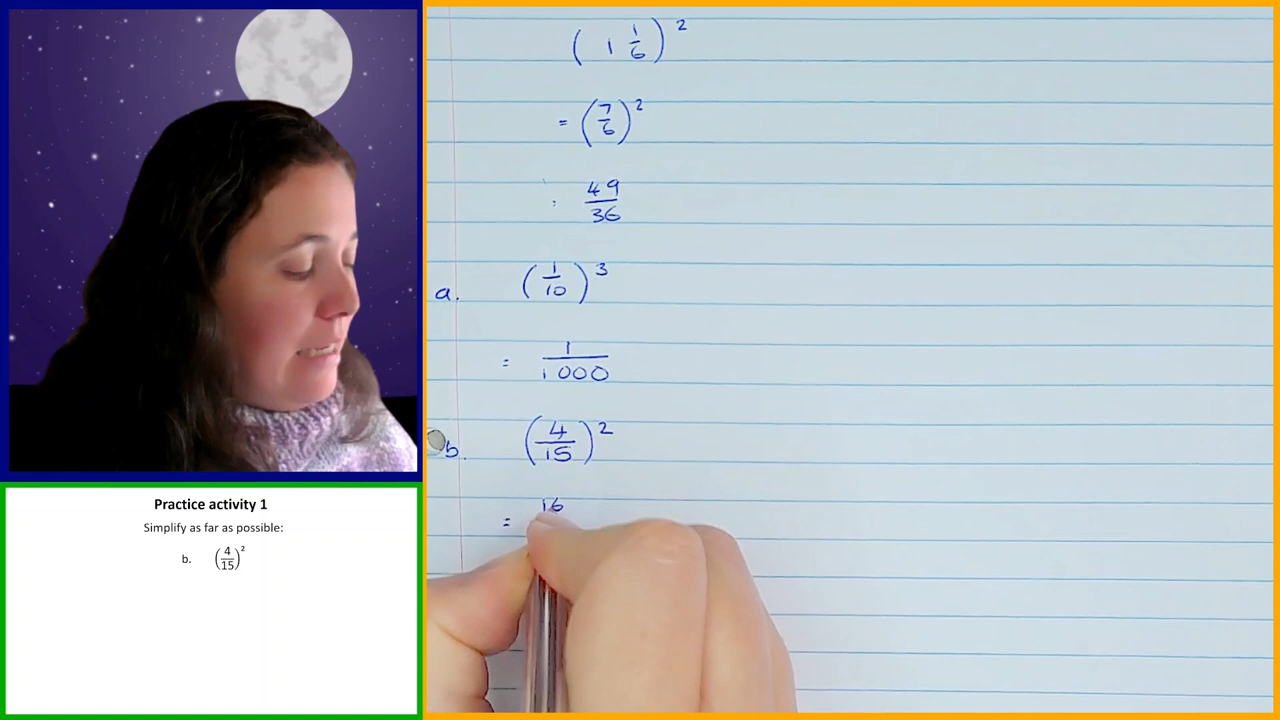 (1 1/6)²
= (7/6)²
: 49/36
a. (1/10)³
= 1/1000
b. (4/15)²
= 16
Practice activity 1
Simplify as far as possible:
b. (4/15)²